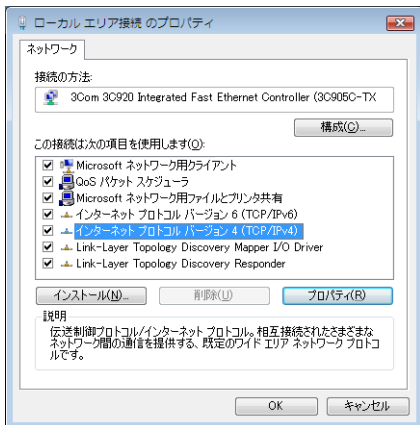 ローカル エリア接続 のプロパティ
ネットワーク
接続の方法:
3Com 3C920 Integrated Fast Ethernet Controller (3C905C-TX
構成(C)...
この接続は次の項目を使用します(O):
Microsoft ネットワーク用クライアント
QoS パケット スケジューラ
Microsoft ネットワーク用ファイルとプリンタ共有
インターネット プロトコル バージョン 6 (TCP/IPv6)
インターネット プロトコル バージョン 4 (TCP/IPv4)
Link-Layer Topology Discovery Mapper I/O Driver
Link-Layer Topology Discovery Responder
インストール(N)... 削除(U) プロパティ(R)
説明
伝送制御プロトコル/インターネット プロトコル。相互接続されたさまざまな
ネットワーク間の通信を提供する、既定のワイド エリア ネットワーク プロトコ
ルです。
OK キャンセル